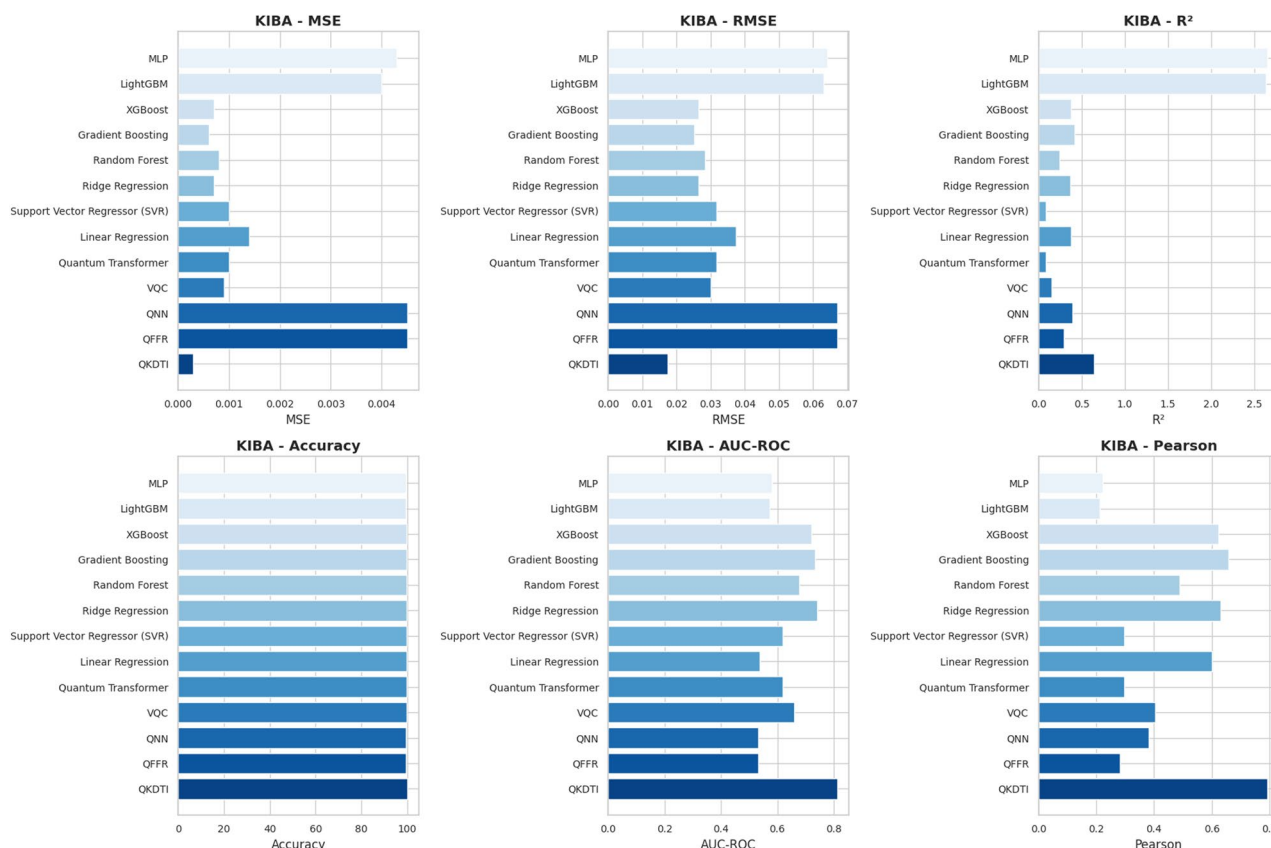 KIBA - MSE
MLP
LightGBM
XGBoost
Gradient Boosting
Random Forest
Ridge Regression
Support Vector Regressor (SVR)
Linear Regression
Quantum Transformer
VQC
QNN
QFFR
QKDTI
0.000 0.001 0.002 0.003 0.004
MSE
KIBA - RMSE
MLP
LightGBM
XGBoost
Gradient Boosting
Random Forest
Ridge Regression
Support Vector Regressor (SVR)
Linear Regression
Quantum Transformer
VQC
QNN
QFFR
QKDTI
0.00 0.01 0.02 0.03 0.04 0.05 0.06 0.07
RMSE
KIBA - R²
MLP
LightGBM
XGBoost
Gradient Boosting
Random Forest
Ridge Regression
Support Vector Regressor (SVR)
Linear Regression
Quantum Transformer
VQC
QNN
QFFR
QKDTI
0.0 0.5 1.0 1.5 2.0 2.5
R²
KIBA - Accuracy
MLP
LightGBM
XGBoost
Gradient Boosting
Random Forest
Ridge Regression
Support Vector Regressor (SVR)
Linear Regression
Quantum Transformer
VQC
QNN
QFFR
QKDTI
0 20 40 60 80 100
Accuracy
KIBA - AUC-ROC
MLP
LightGBM
XGBoost
Gradient Boosting
Random Forest
Ridge Regression
Support Vector Regressor (SVR)
Linear Regression
Quantum Transformer
VQC
QNN
QFFR
QKDTI
0.0 0.2 0.4 0.6 0.8
AUC-ROC
KIBA - Pearson
MLP
LightGBM
XGBoost
Gradient Boosting
Random Forest
Ridge Regression
Support Vector Regressor (SVR)
Linear Regression
Quantum Transformer
VQC
QNN
QFFR
QKDTI
0.0 0.2 0.4 0.6
Pearson